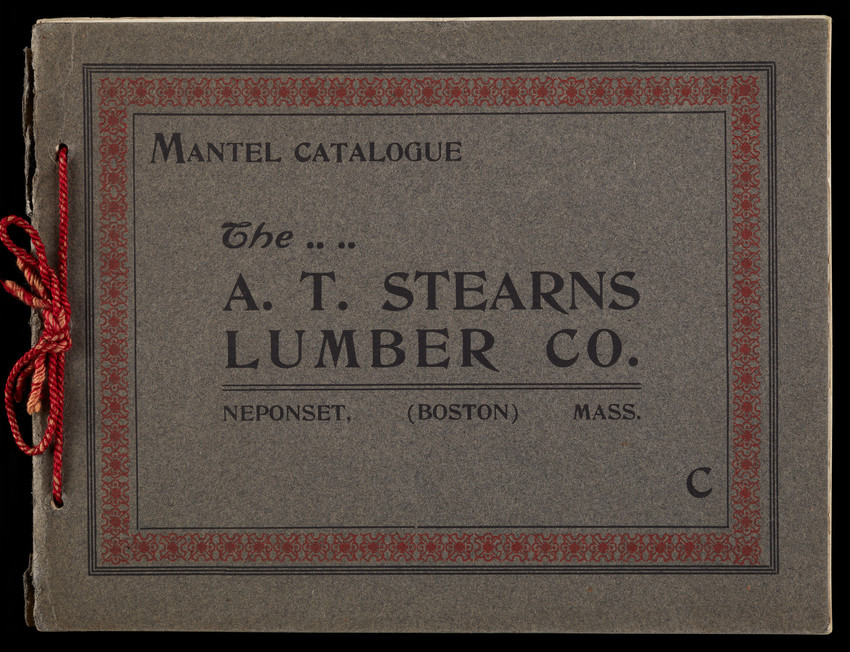 MANTEL CATALOGUE
The .. ..
A. T. STEARNS
LUMBER CO.
NEPONSET, (BOSTON) MASS.
C